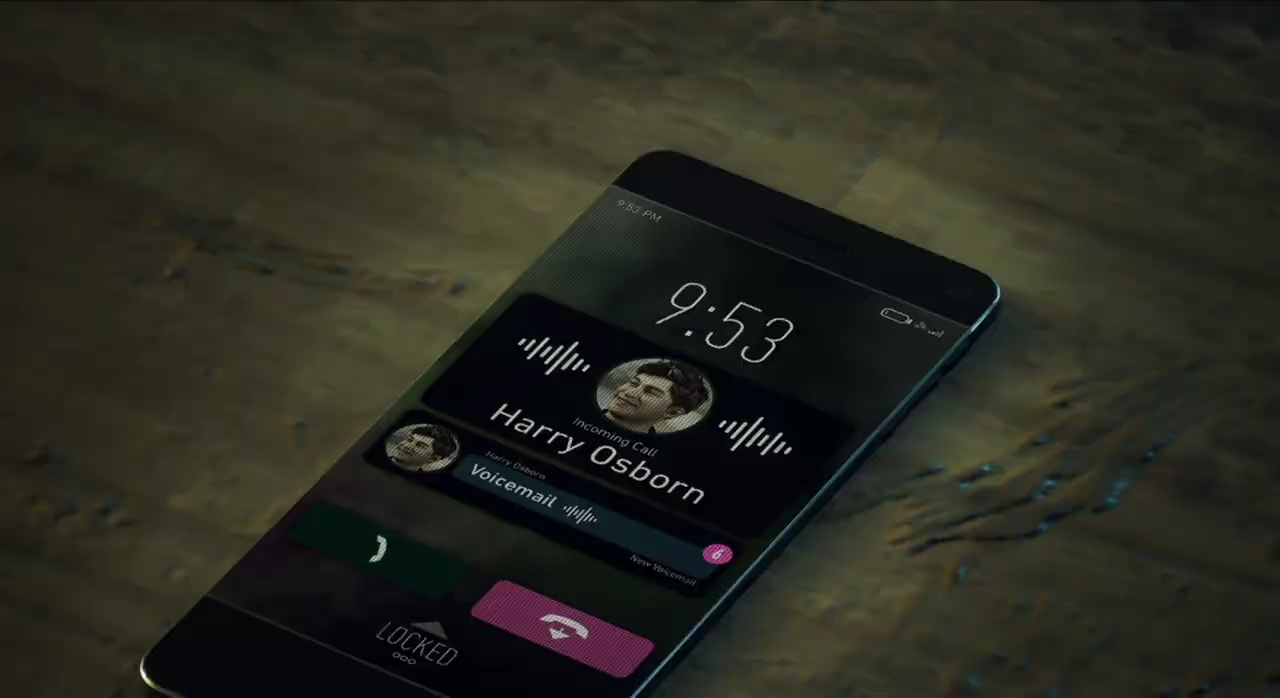 9:53 PM
9:53
Incoming Call
Harry Osborn
Harry Osborn
Voicemail
6
New Voicemail
LOCKED